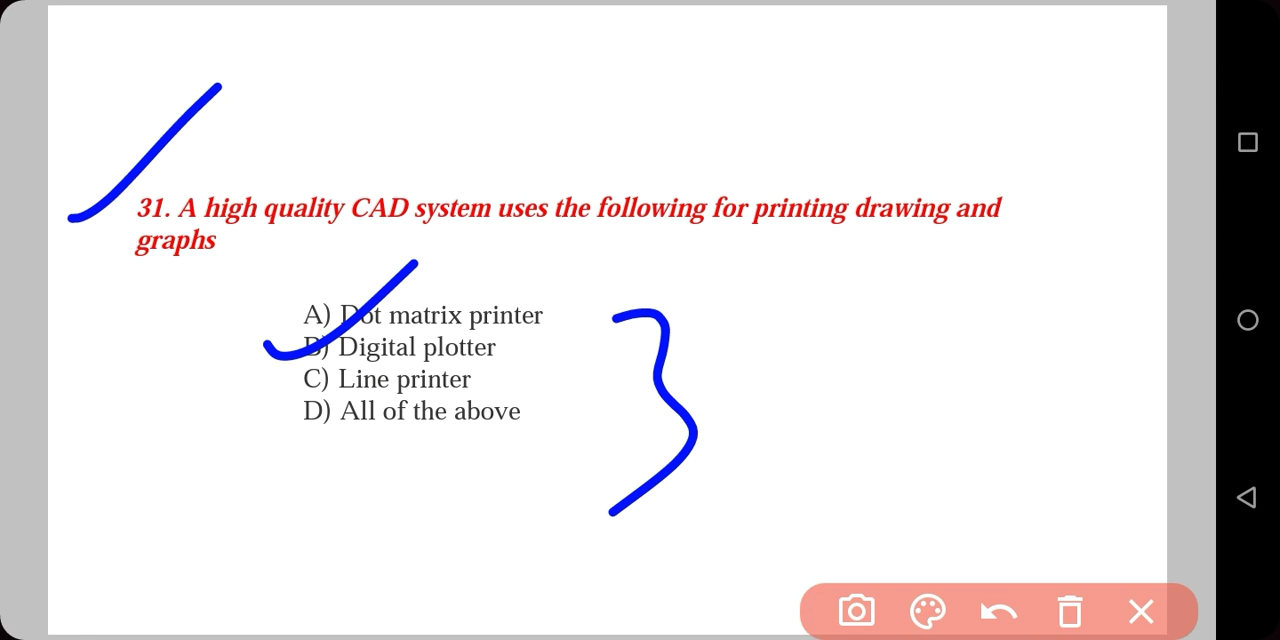 31. A high quality CAD system uses the following for printing drawing and
graphs
A) Dot matrix printer
B) Digital plotter
C) Line printer
D) All of the above